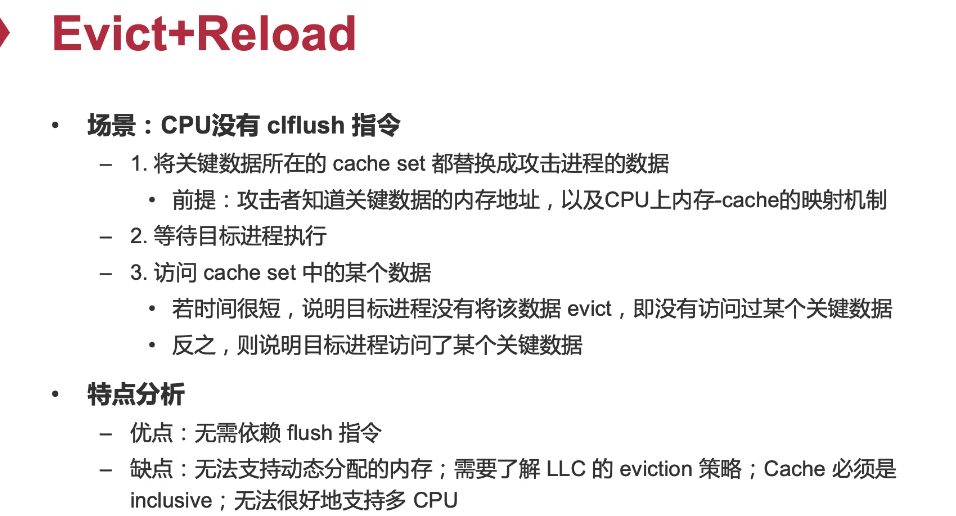 Evict+Reload
• 场景：CPU没有 clflush 指令
– 1. 将关键数据所在的 cache set 都替换成攻击进程的数据
• 前提：攻击者知道关键数据的内存地址，以及CPU上内存-cache的映射机制
– 2. 等待目标进程执行
– 3. 访问 cache set 中的某个数据
• 若时间很短，说明目标进程没有将该数据 evict，即没有访问过某个关键数据
• 反之，则说明目标进程访问了某个关键数据
• 特点分析
– 优点：无需依赖 flush 指令
– 缺点：无法支持动态分配的内存；需要了解 LLC 的 eviction 策略；Cache 必须是
inclusive；无法很好地支持多 CPU